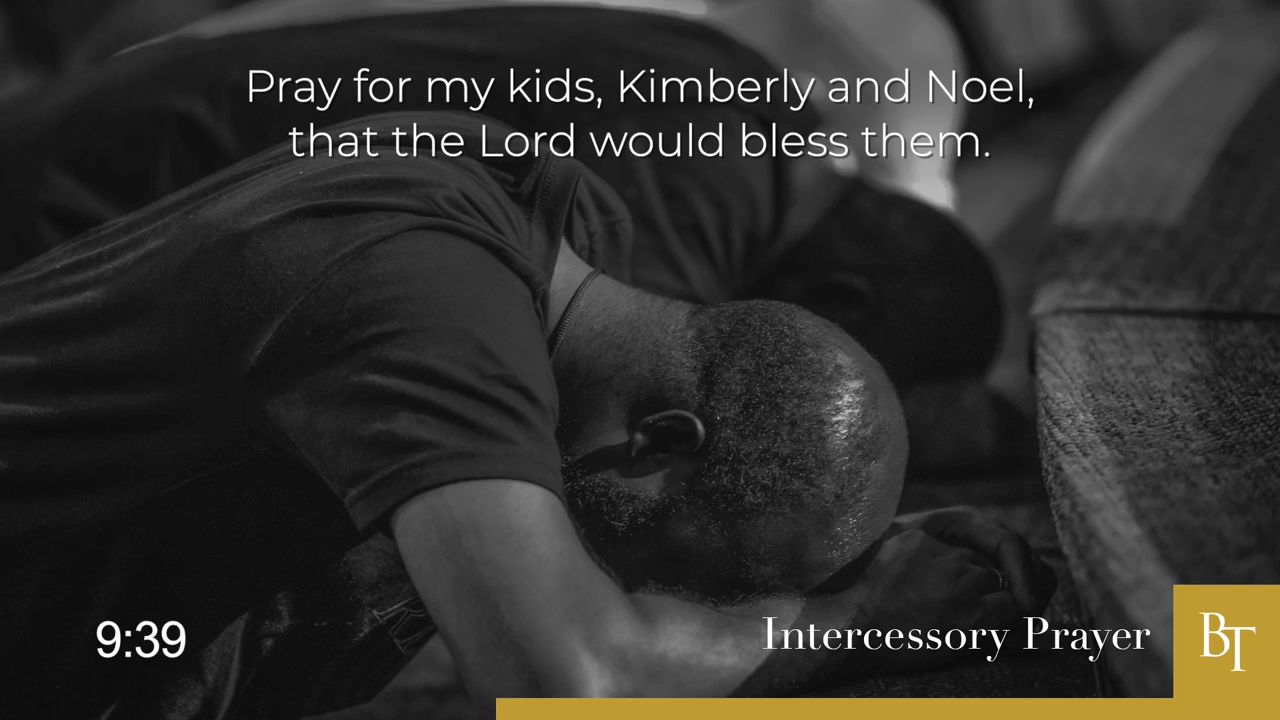 Pray for my kids, Kimberly and Noel,
that the Lord would bless them.
9:39
Intercessory Prayer
BT